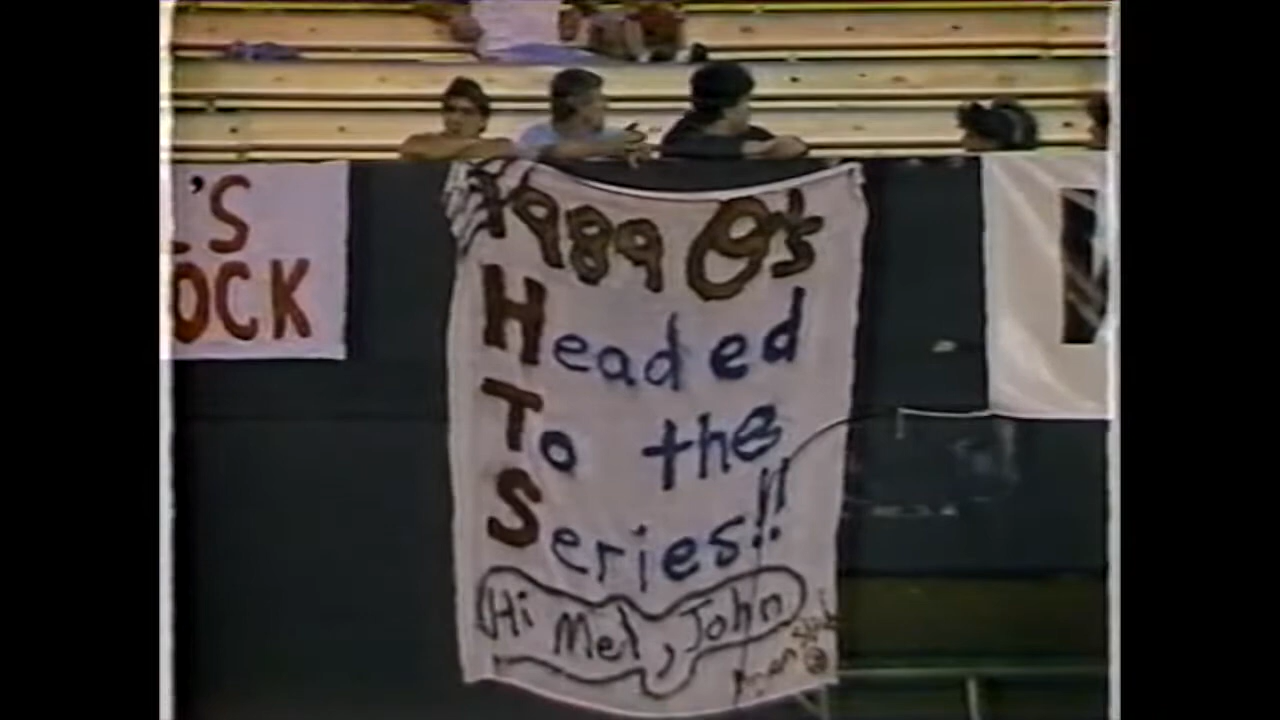 'S
OCK
1989 O's
Headed
To the
Series!!
Hi Mel, John